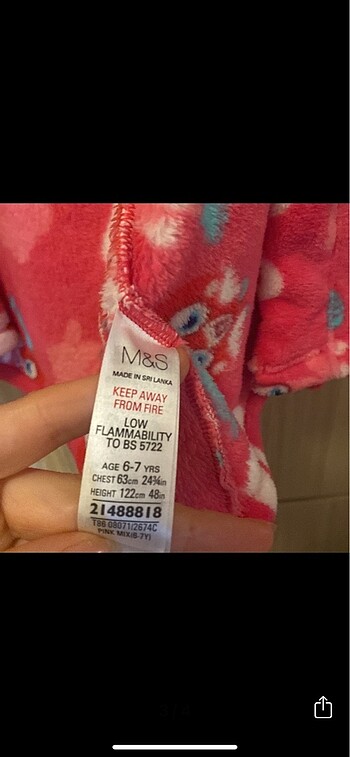 M&S
MADE IN SRI LANKA
KEEP AWAY
FROM FIRE
LOW
FLAMMABILITY
TO BS 5722
AGE 6-7 YRS
CHEST 63cm 24¾in
HEIGHT 122cm 48in
21488818
T86 08071/2674C
PINK MIX(6-7Y)